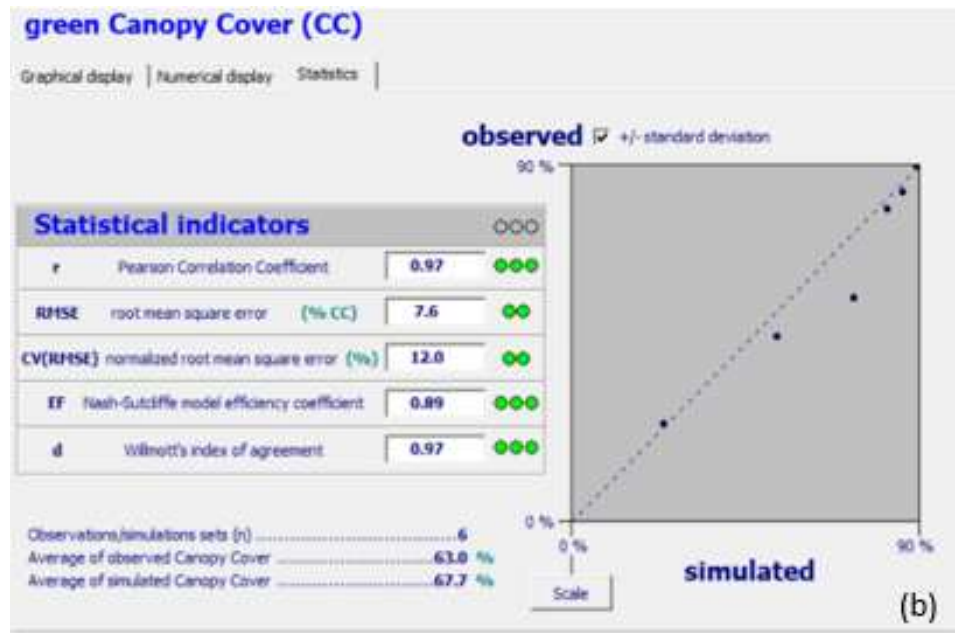 green Canopy Cover (CC)
Graphical display | Numerical display Statistics
observed +/- standard deviation
90 %
Statistical indicators
r Pearson Correlation Coefficient 0.97
RMSE root mean square error (% CC) 7.6
CV(RMSE) normalized root mean square error (%) 12.0
EF Nash-Sutcliffe model efficiency coefficient 0.89
d Willmott's index of agreement 0.97
0 %
0 % 90 %
simulated
Scale
Observations/simulations sets (n) 6
Average of observed Canopy Cover 63.0 %
Average of simulated Canopy Cover 67.7 %
(b)